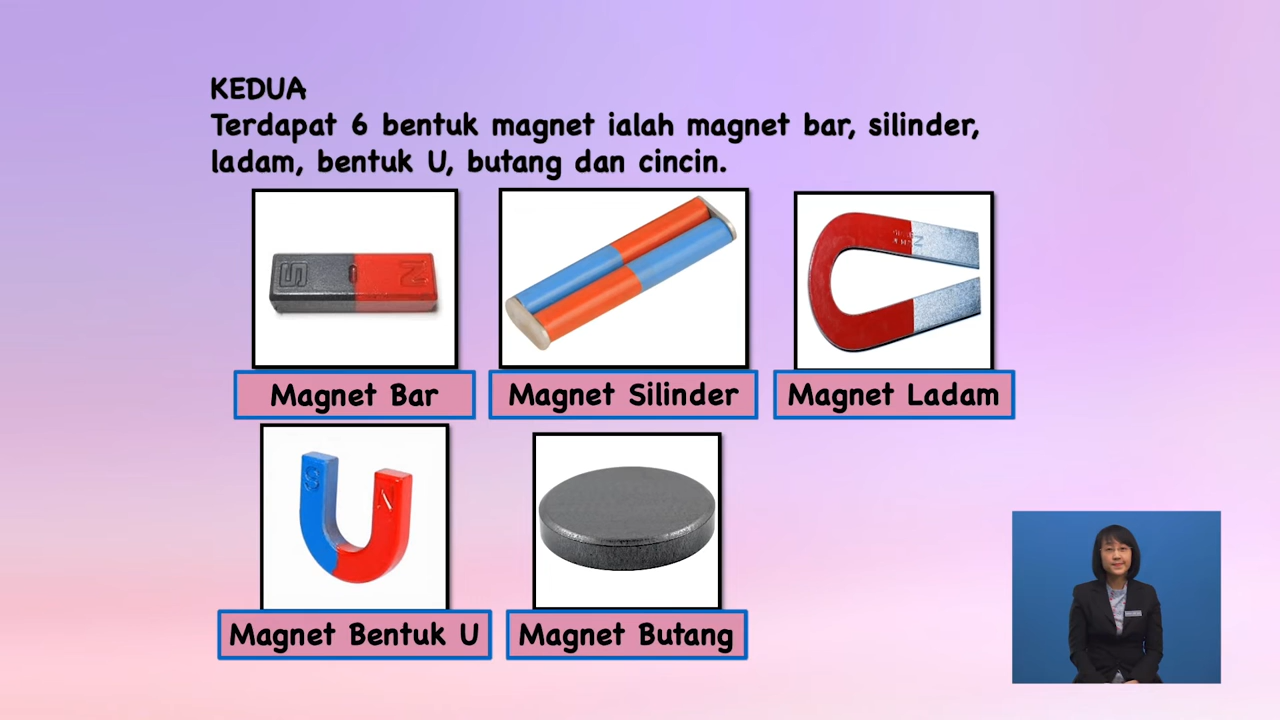 KEDUA
Terdapat 6 bentuk magnet ialah magnet bar, silinder,
ladam, bentuk U, butang dan cincin.
S N
N
Magnet Bar
Magnet Silinder
Magnet Ladam
S
N
Magnet Bentuk U
Magnet Butang